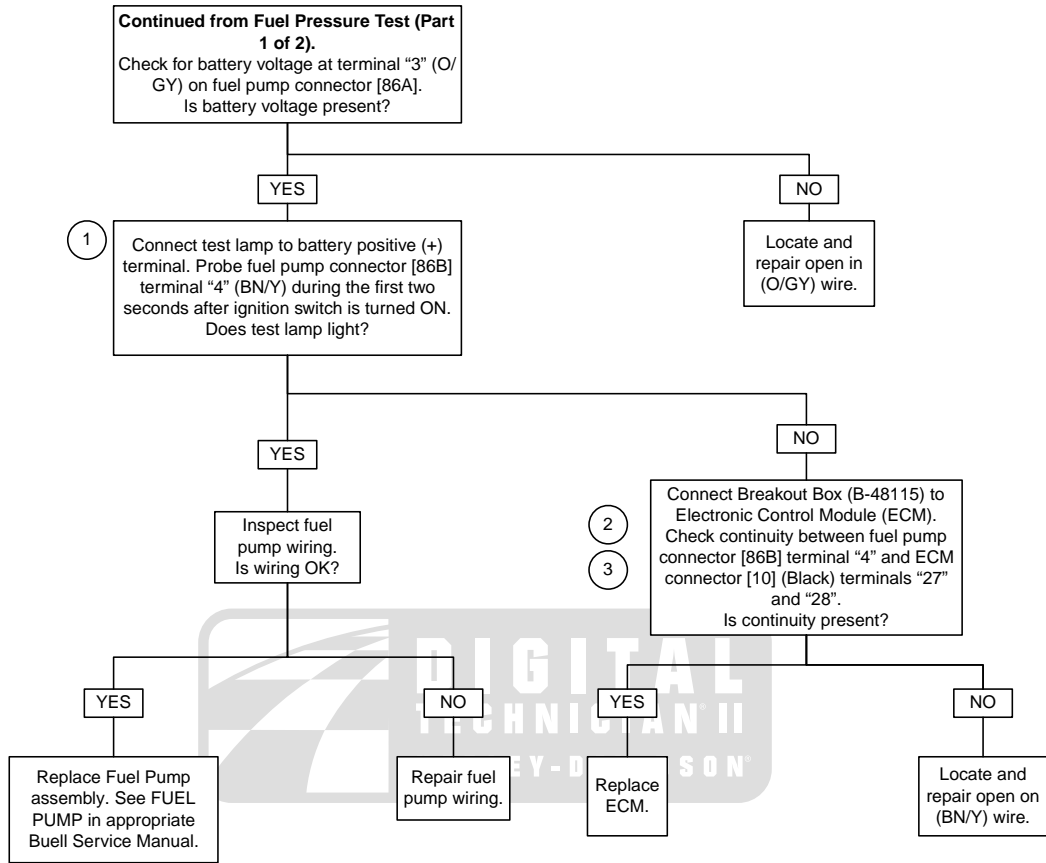 Continued from Fuel Pressure Test (Part
1 of 2).
Check for battery voltage at terminal “3” (O/
GY) on fuel pump connector [86A].
Is battery voltage present?
YES
NO
1
Connect test lamp to battery positive (+)
terminal. Probe fuel pump connector [86B]
terminal “4” (BN/Y) during the first two
seconds after ignition switch is turned ON.
Does test lamp light?
Locate and
repair open in
(O/GY) wire.
YES
NO
Inspect fuel
pump wiring.
Is wiring OK?
2
3
Connect Breakout Box (B-48115) to
Electronic Control Module (ECM).
Check continuity between fuel pump
connector [86B] terminal “4” and ECM
connector [10] (Black) terminals “27”
and “28”.
Is continuity present?
DIGITAL
TECHNICIAN® II
YES
NO
YES
NO
Replace Fuel Pump
assembly. See FUEL
PUMP in appropriate
Buell Service Manual.
Repair fuel
pump wiring.
Replace
ECM.
Locate and
repair open on
(BN/Y) wire.